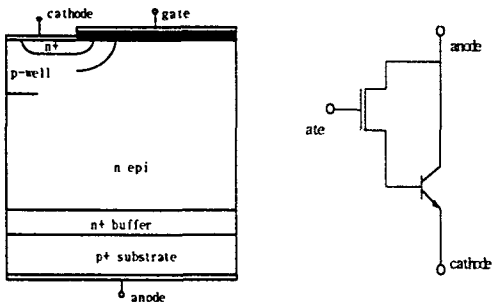 cathode
gate
n+
p-well
n epi
n+ buffer
p+ substrate
anode
anode
ate
cathode